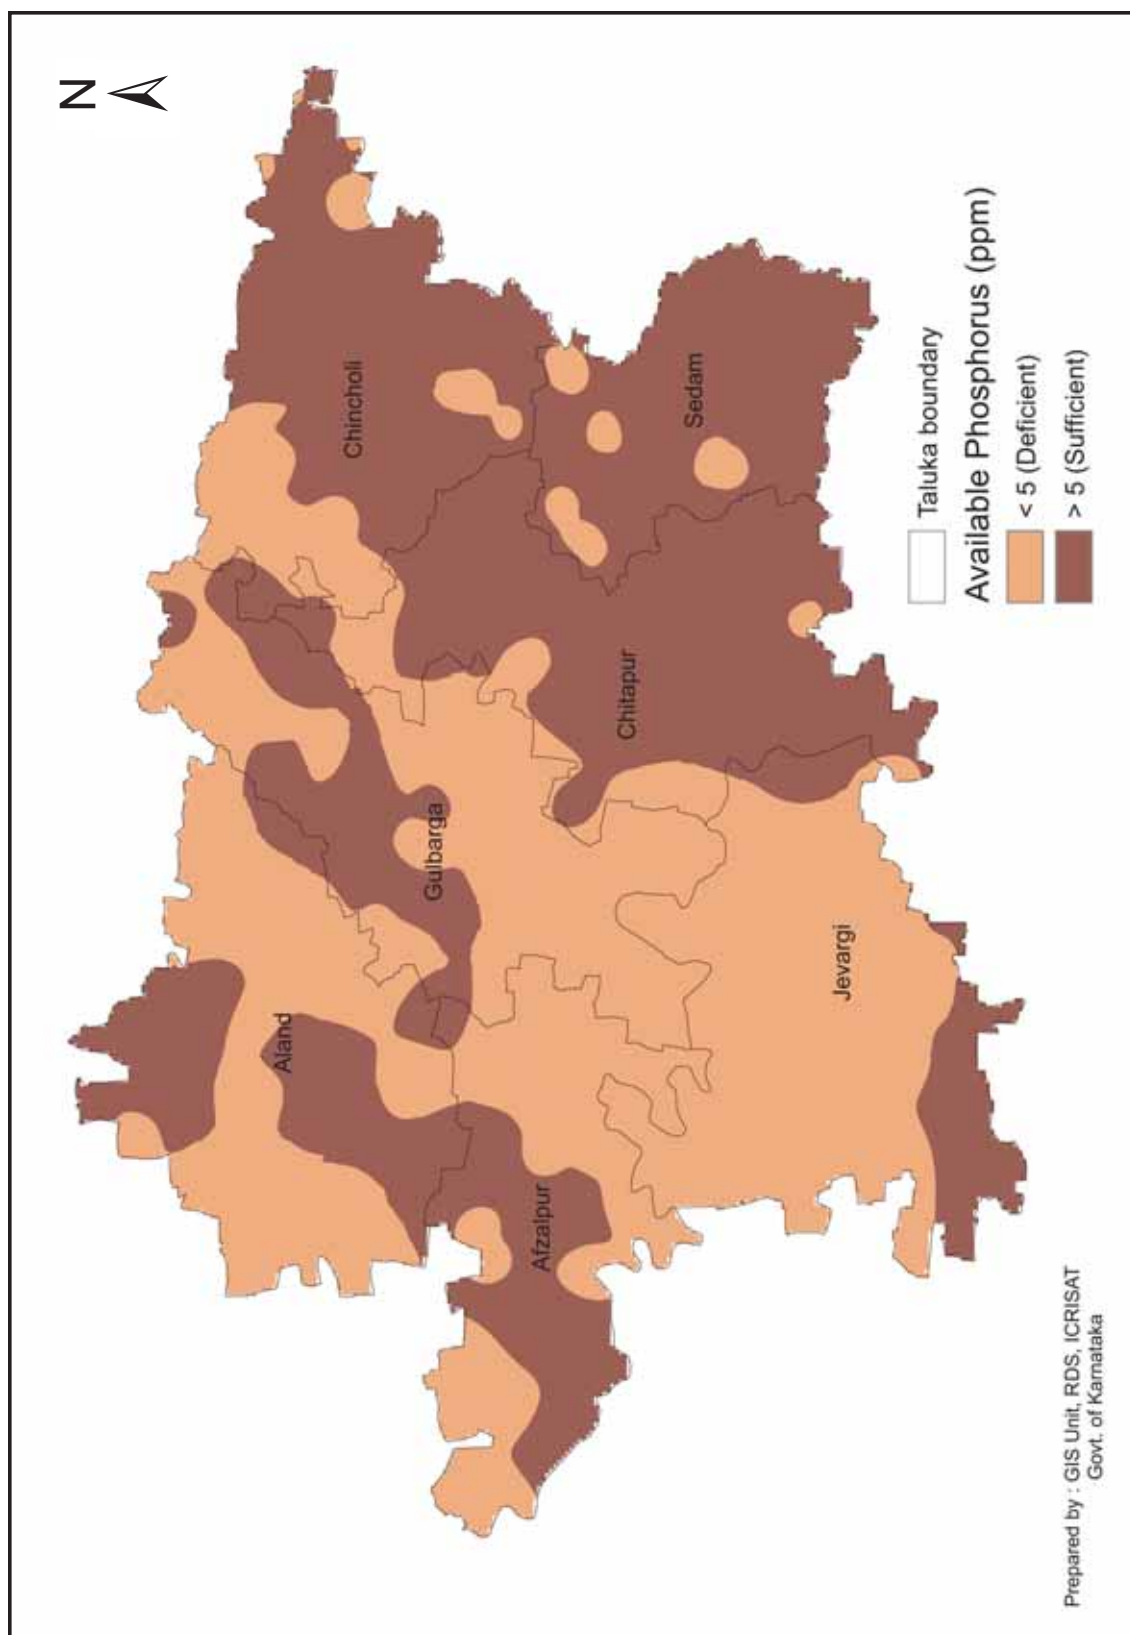 N
Chincholi
Aland
Gulbarga
Sedam
Afzalpur
Chitapur
Jevargi
Taluka boundary
Available Phosphorus (ppm)
< 5 (Deficient)
> 5 (Sufficient)
Prepared by : GIS Unit, RDS, ICRISAT
Govt. of Karnataka